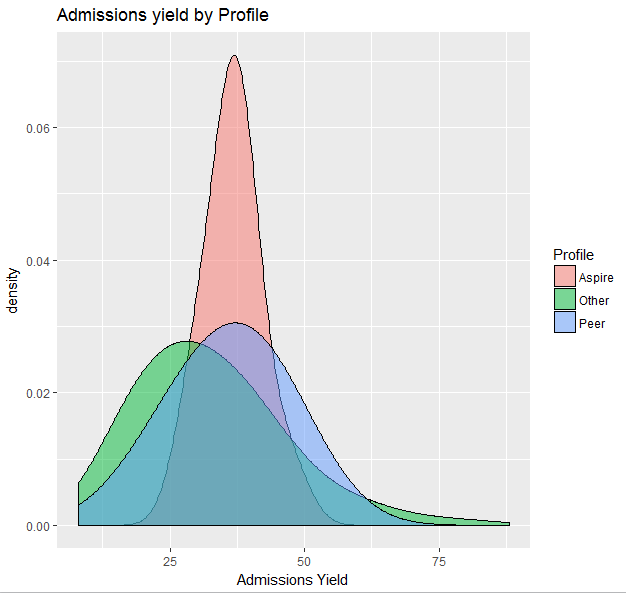 Admissions yield by Profile
0.06
0.04
0.02
0.00
density
25
50
75
Admissions Yield
Profile
Aspire
Other
Peer